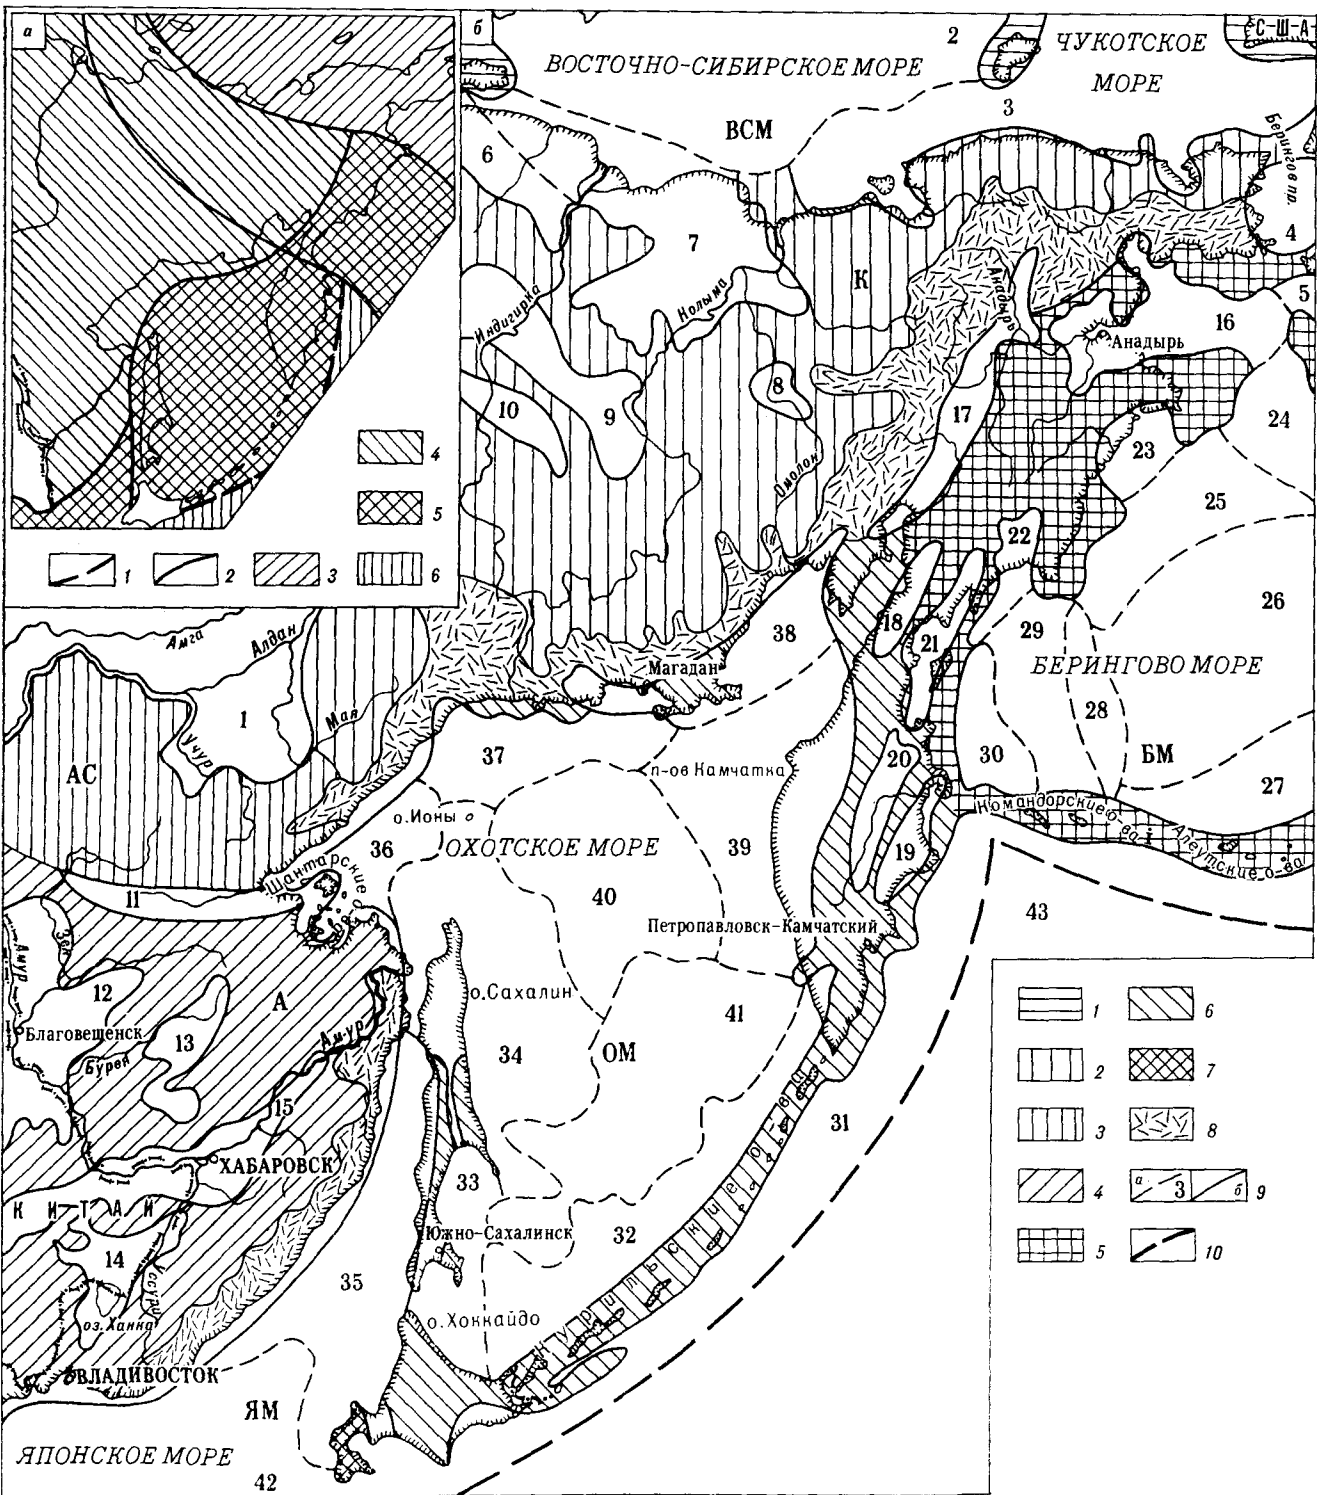 а
б
2
ВОСТОЧНО-СИБИРСКОЕ МОРЕ
ЧУКОТСКОЕ
МОРЕ
С-Ш-А
3
ВСМ
Берингов пр.
6
7
4
К
5
Индигирка
Колыма
Анадырь
16
Анадырь
8
10
9
17
24
4
23
Омолон
5
25
22
1
2
3
6
26
18
Амга
Алдан
38
21
29
Магадан
БЕРИНГОВО МОРЕ
1
Мая
28
Учур
37
20
30
БМ
АС
п-ов Камчатка
27
о. Ионы
Командорские о-ва
36
ОХОТСКОЕ МОРЕ
39
19
Алеутские о-ва
Шантарские
о-ва
11
40
43
Петропавловск-Камчатский
Зея
Амур
12
А
о. Сахалин
41
Благовещенск
13
Амур
34
ОМ
Бурея
15
31
ХАБАРОВСК
33
КИТАЙ
Южно-Сахалинск
32
Курильские о-ва
14
35
Уссури
оз. Ханка
о. Хоккайдо
ВЛАДИВОСТОК
ЯМ
ЯПОНСКОЕ МОРЕ
42
1
6
2
7
3
8
4
а
3
б
9
5
10